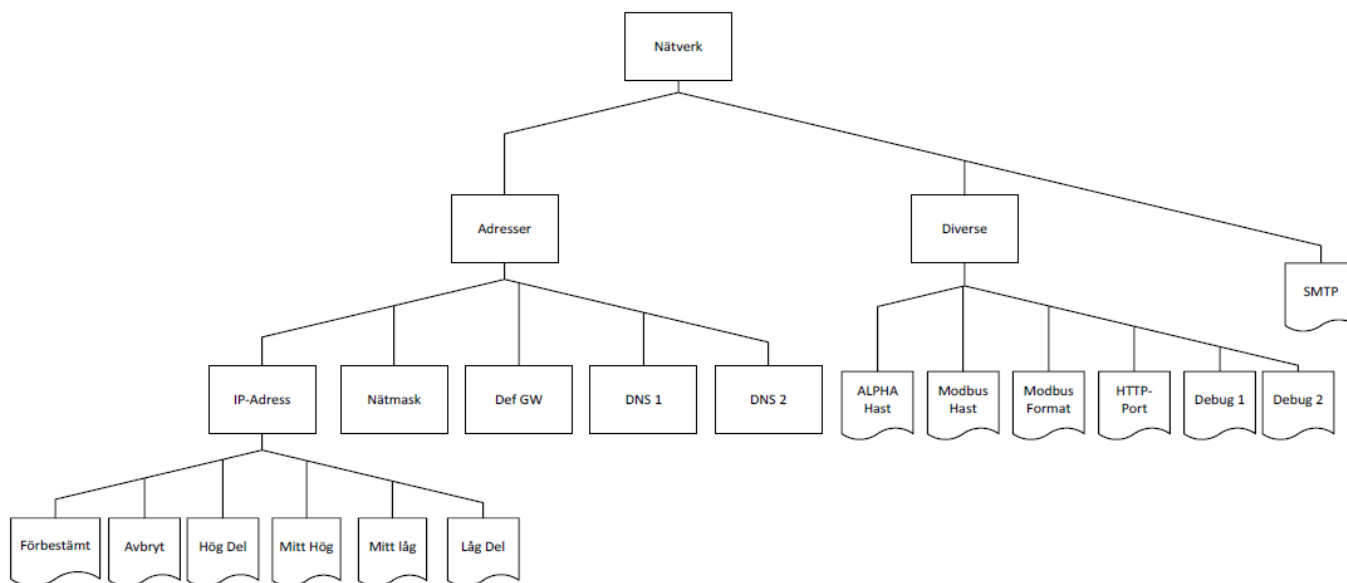 Nätverk
Adresser
Diverse
SMTP
IP-Adress
Nätmask
Def GW
DNS 1
DNS 2
ALPHA
Hast
Modbus
Hast
Modbus
Format
HTTP-
Port
Debug 1
Debug 2
Förbestämt
Avbryt
Hög Del
Mitt Hög
Mitt låg
Låg Del